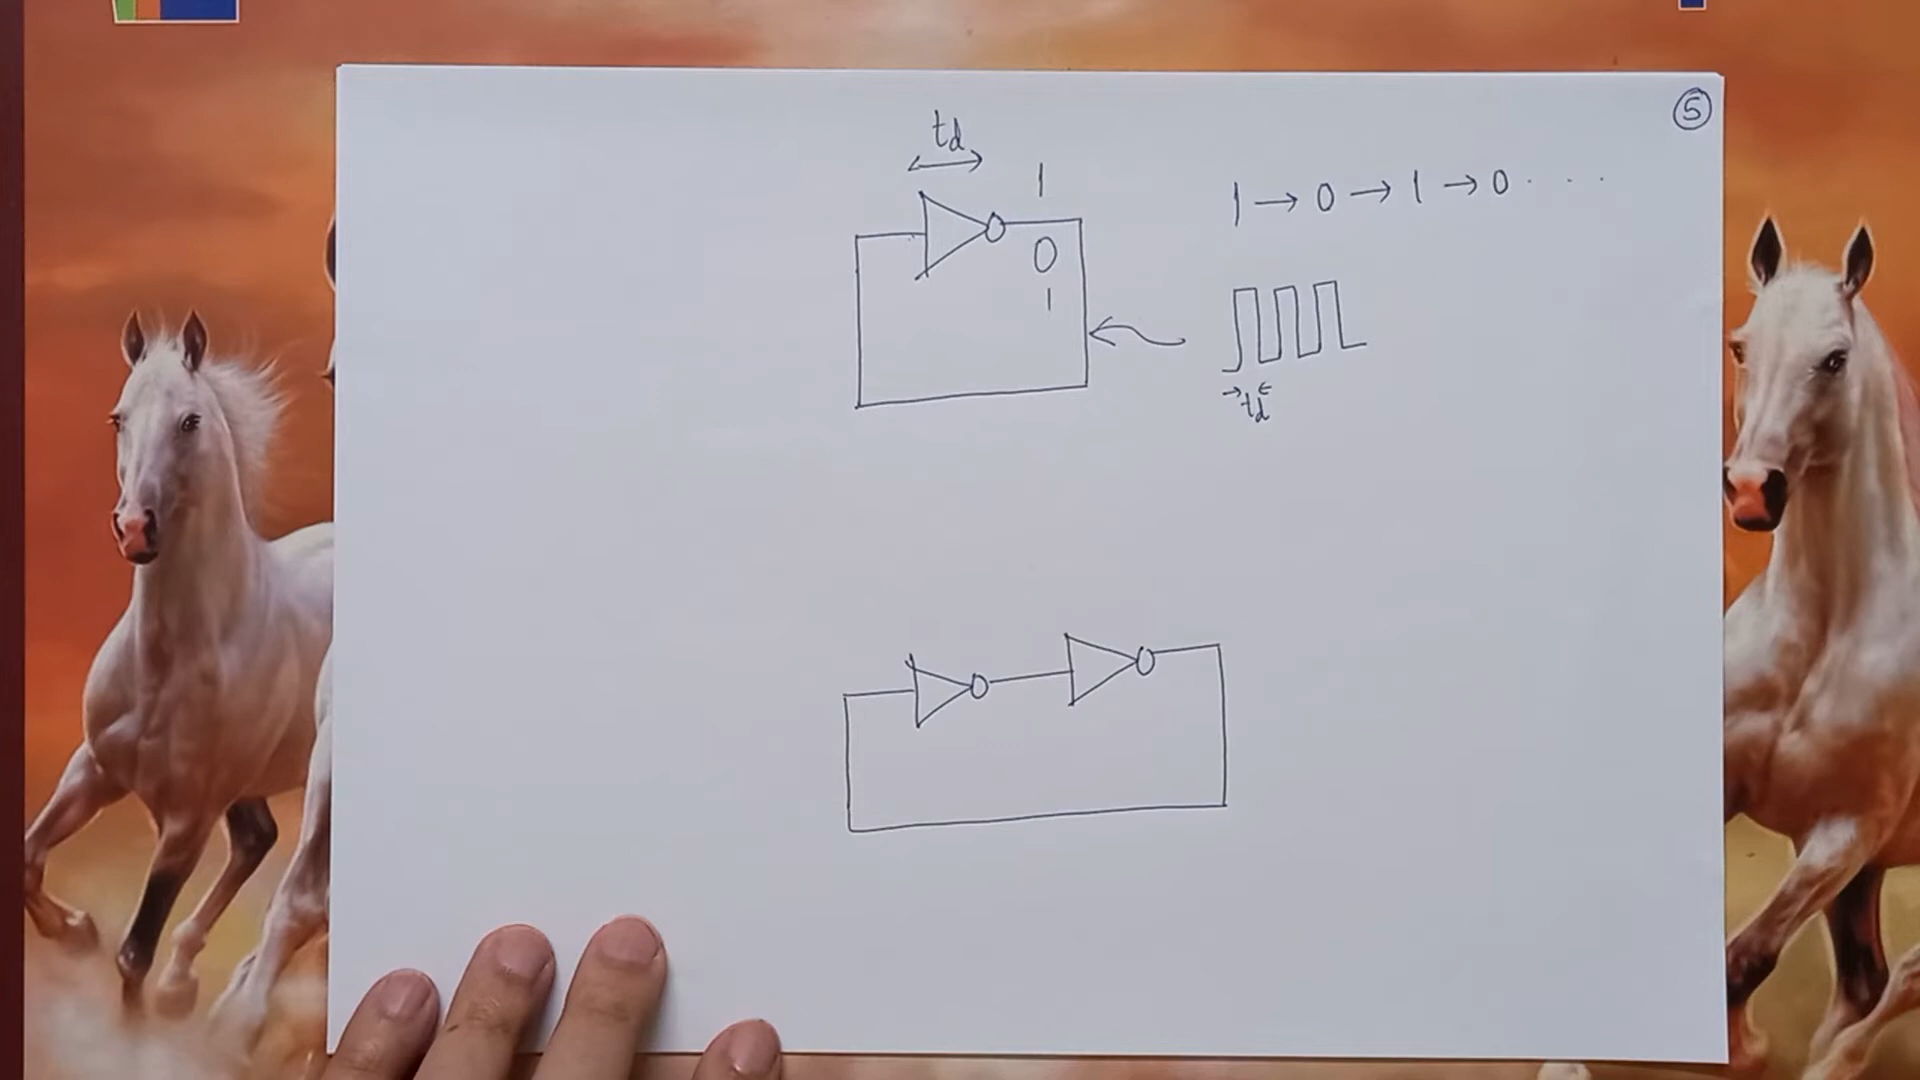 5
td
1
1 → 0 → 1 → 0 . . .
0
1
td